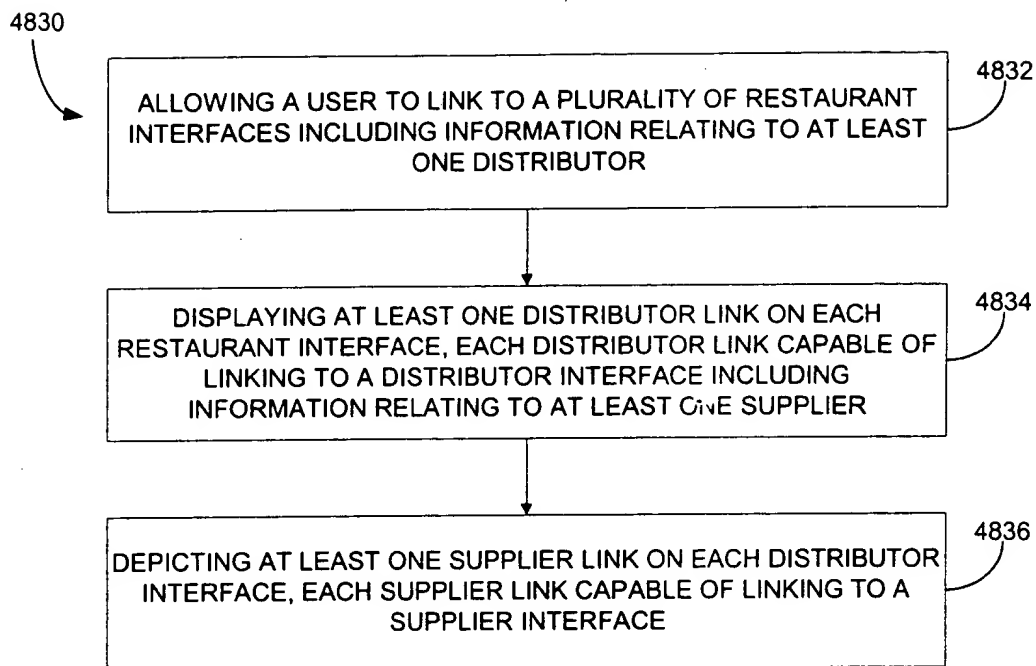 4830
4832
ALLOWING A USER TO LINK TO A PLURALITY OF RESTAURANT
INTERFACES INCLUDING INFORMATION RELATING TO AT LEAST
ONE DISTRIBUTOR
4834
DISPLAYING AT LEAST ONE DISTRIBUTOR LINK ON EACH
RESTAURANT INTERFACE, EACH DISTRIBUTOR LINK CAPABLE OF
LINKING TO A DISTRIBUTOR INTERFACE INCLUDING
INFORMATION RELATING TO AT LEAST ONE SUPPLIER
4836
DEPICTING AT LEAST ONE SUPPLIER LINK ON EACH DISTRIBUTOR
INTERFACE, EACH SUPPLIER LINK CAPABLE OF LINKING TO A
SUPPLIER INTERFACE